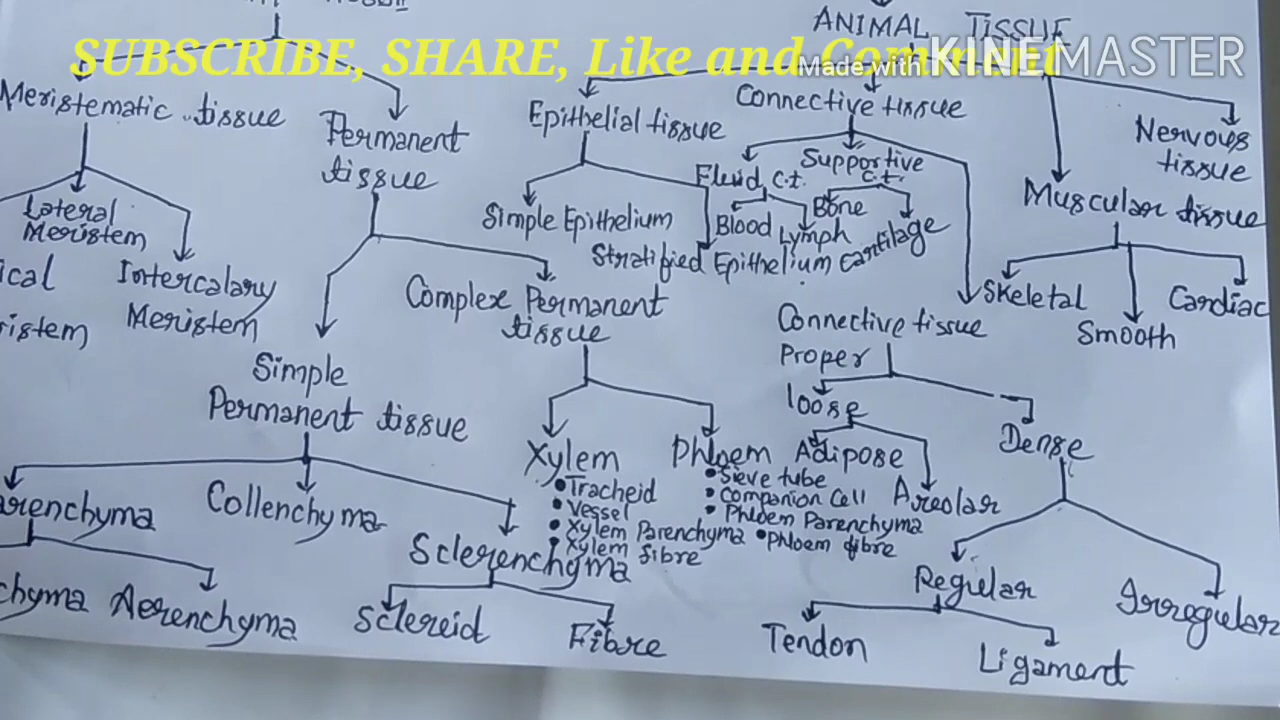 ANIMAL TISSUE
SUBSCRIBE, SHARE, Like and Comment
Made with KINEMASTER
Meristematic tissue
Permanent
tissue
Lateral
Meristem
ical
ristem
Intercalary
Meristem
Simple
Permanent tissue
Complex Permanent
tissue
arenchyma
Collenchyma
Sclerenchyma
chyma
Aerenchyma
Sclereid
Fibre
Xylem
• Tracheid
• Vessel
• Xylem Parenchyma
• Xylem fibre
Phloem
• Sieve tube
• Companion Cell
• Phloem Parenchyma
• Phloem fibre
Epithelial tissue
Simple Epithelium
Stratified Epithelium
Connective tissue
Fluid c.t.
Blood
Lymph
Supportive
c.t.
Bone
Cartilage
Connective tissue
Proper
loose
Adipose
Areolar
Dense
Regular
Irregular
Tendon
Ligament
Muscular tissue
Skeletal
Smooth
Cardiac
Nervous
tissue